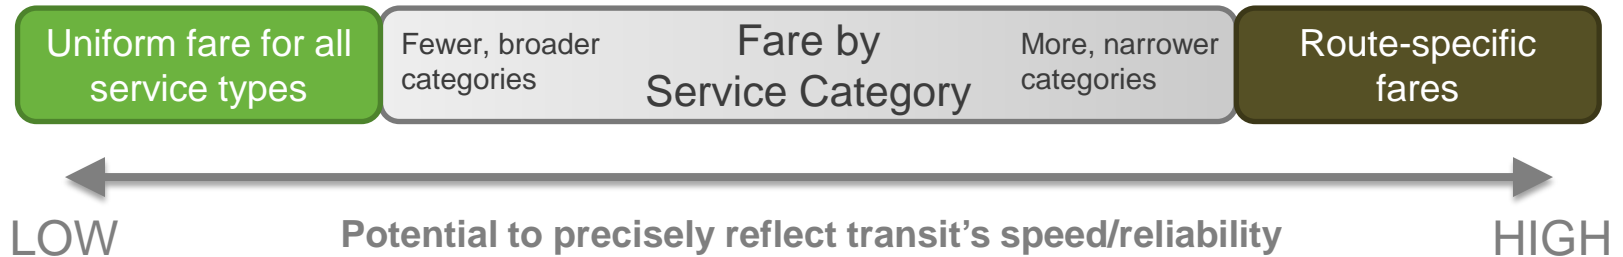 Uniform fare for all
service types
Fewer, broader
categories
Fare by
Service Category
More, narrower
categories
Route-specific
fares
LOW
Potential to precisely reflect transit's speed/reliability
HIGH